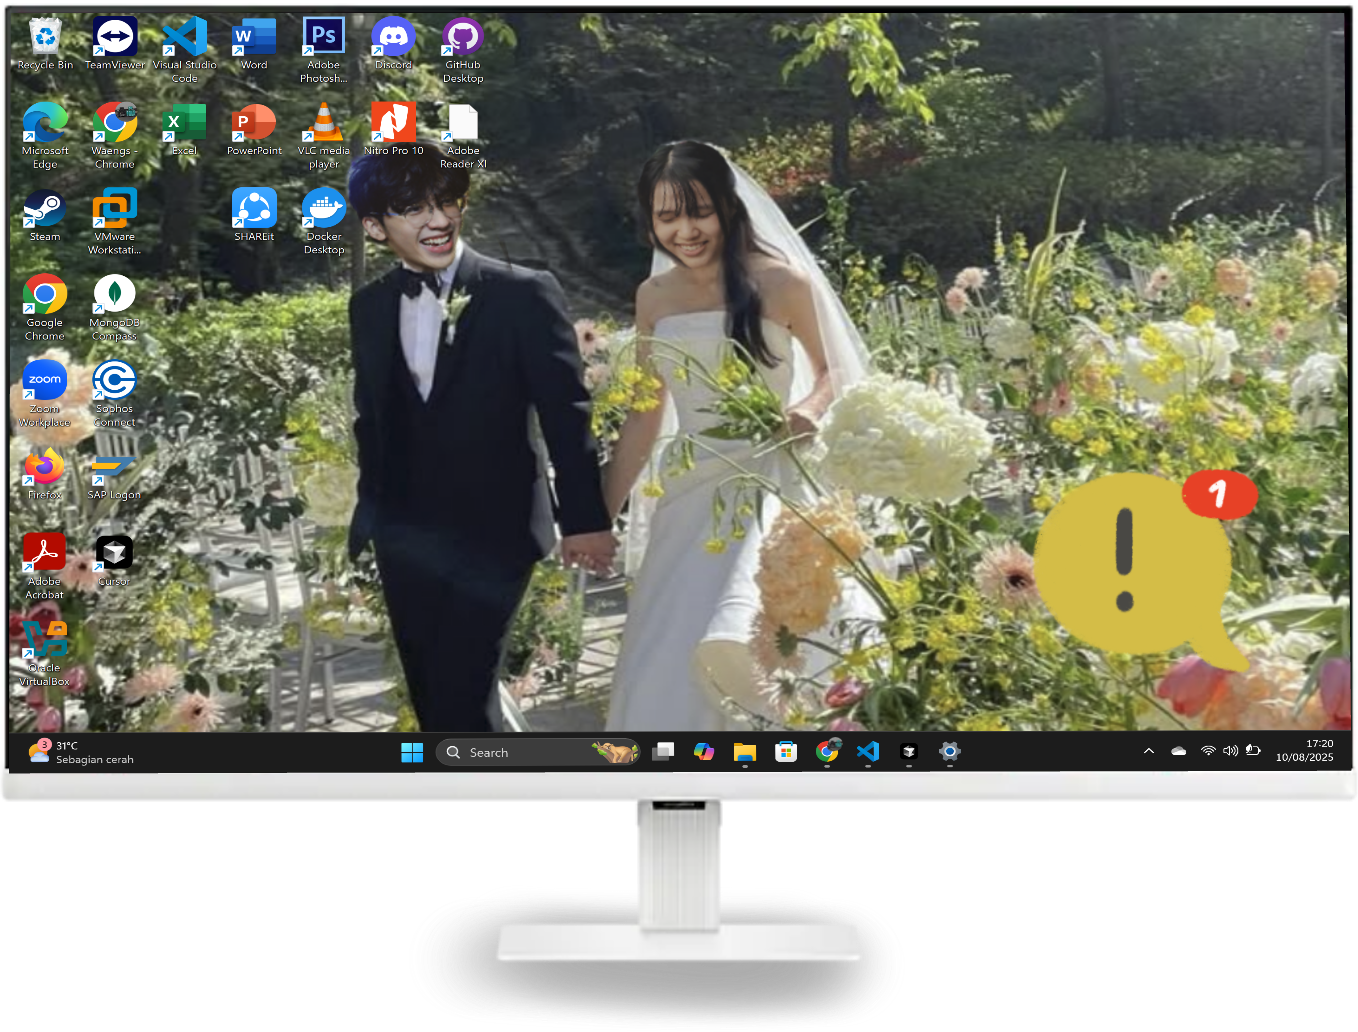 Recycle Bin
TeamViewer
Visual Studio
Code
W
Word
Ps
Adobe
Photosh...
Discord
GitHub
Desktop
Microsoft
Edge
Waengs -
Chrome
X
Excel
P
PowerPoint
VLC media
player
Nitro Pro 10
Adobe
Reader XI
Steam
VMware
Workstati...
SHAREit
Docker
Desktop
Google
Chrome
MongoDB
Compass
zoom
Zoom
Workplace
Sophos
Connect
Firefox
SAP Logon
Adobe
Acrobat
Cursor
Oracle
VirtualBox
1
!
3
31°C
Sebagian cerah
Search
17:20
10/08/2025